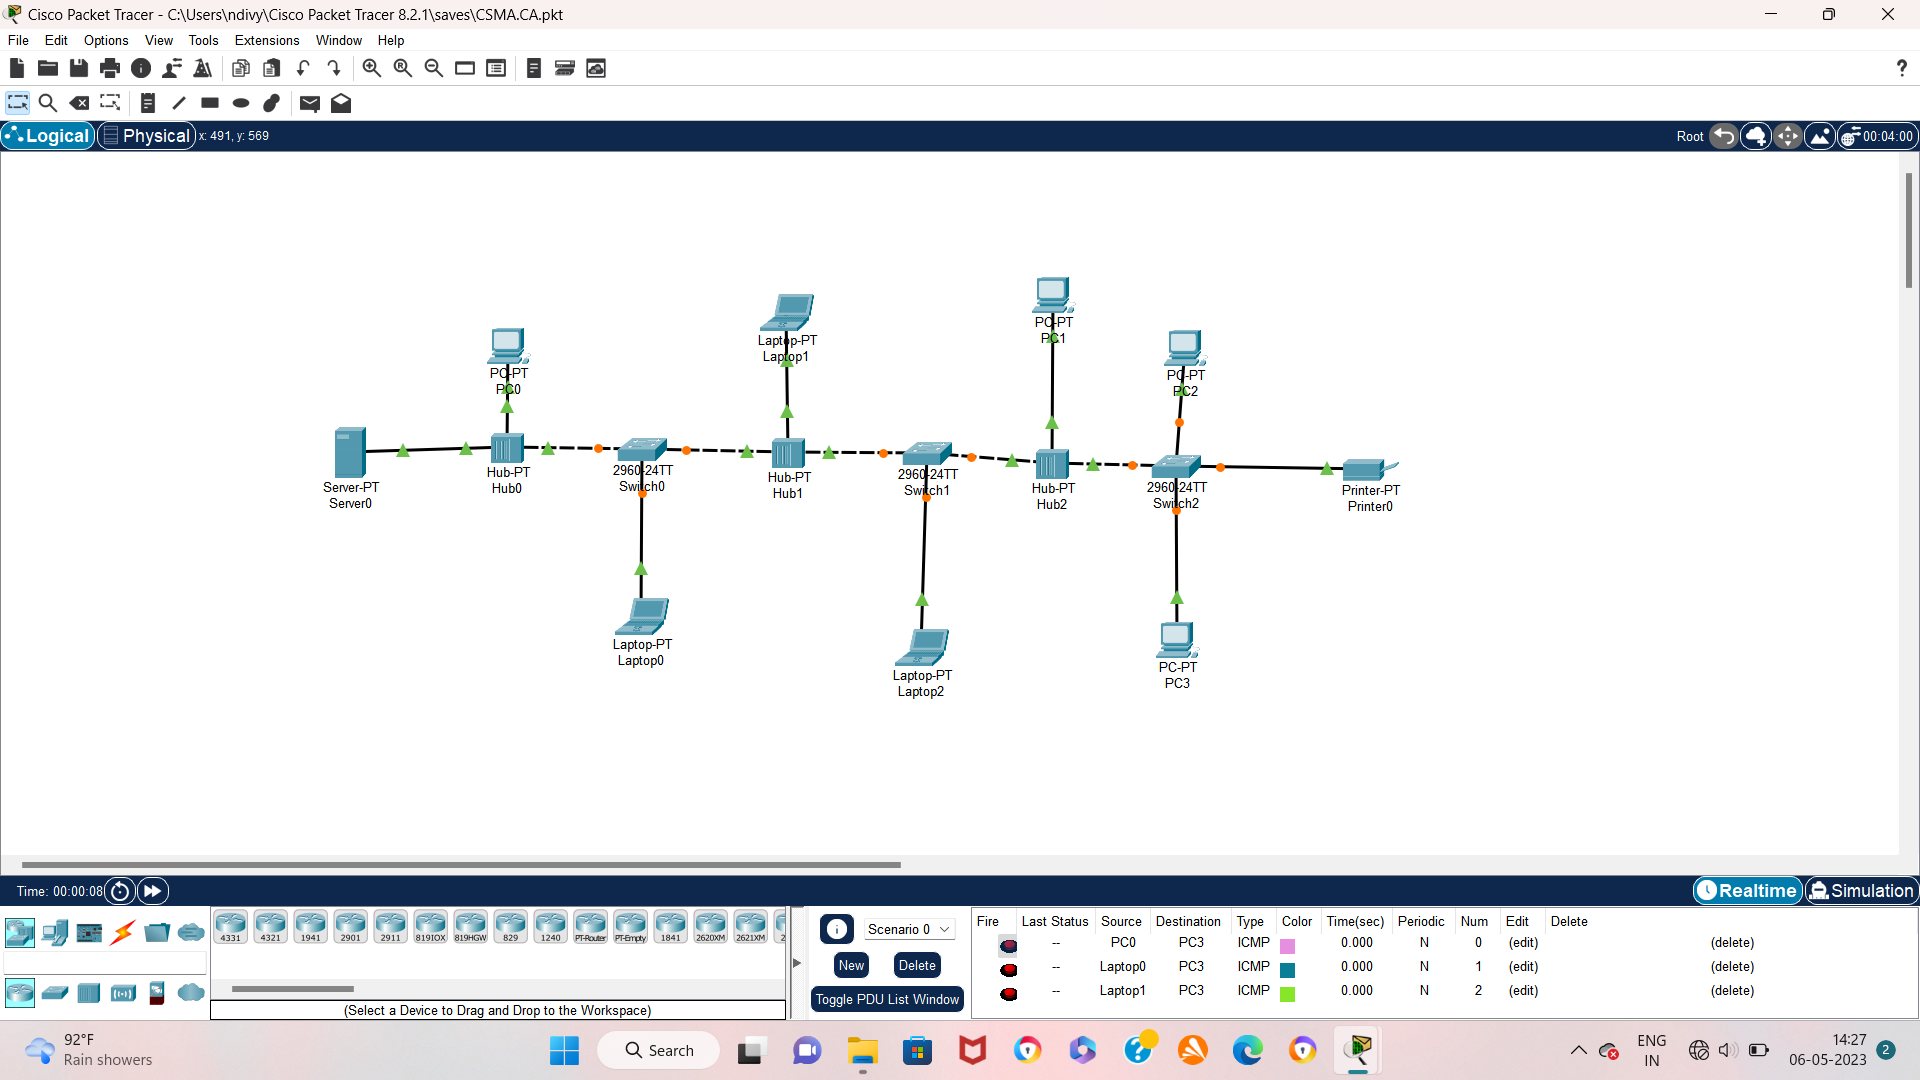 Cisco Packet Tracer - C:\Users\ndivy\Cisco Packet Tracer 8.2.1\saves\CSMA.CA.pkt
File Edit Options View Tools Extensions Window Help
?
Logical Physical x: 491, y: 569 Root 00:04:00
PC-PT
PC0
Laptop-PT
Laptop1
PC-PT
PC1
PC-PT
PC2
Server-PT
Server0
Hub-PT
Hub0
2960-24TT
Switch0
Hub-PT
Hub1
2960-24TT
Switch1
Hub-PT
Hub2
2960-24TT
Switch2
Printer-PT
Printer0
Laptop-PT
Laptop0
Laptop-PT
Laptop2
PC-PT
PC3
Time: 00:00:08 Realtime Simulation
4331 4321 1941 2901 2911 819IOX 819HGW 829 1240 PT-Router PT-Empty 1841 2620XM 2621XM 2
(Select a Device to Drag and Drop to the Workspace)
Scenario 0
New Delete
Toggle PDU List Window
Fire Last Status Source Destination Type Color Time(sec) Periodic Num Edit Delete
-- PC0 PC3 ICMP 0.000 N 0 (edit) (delete)
-- Laptop0 PC3 ICMP 0.000 N 1 (edit) (delete)
-- Laptop1 PC3 ICMP 0.000 N 2 (edit) (delete)
92°F
Rain showers
Search
ENG
IN
14:27
06-05-2023
2